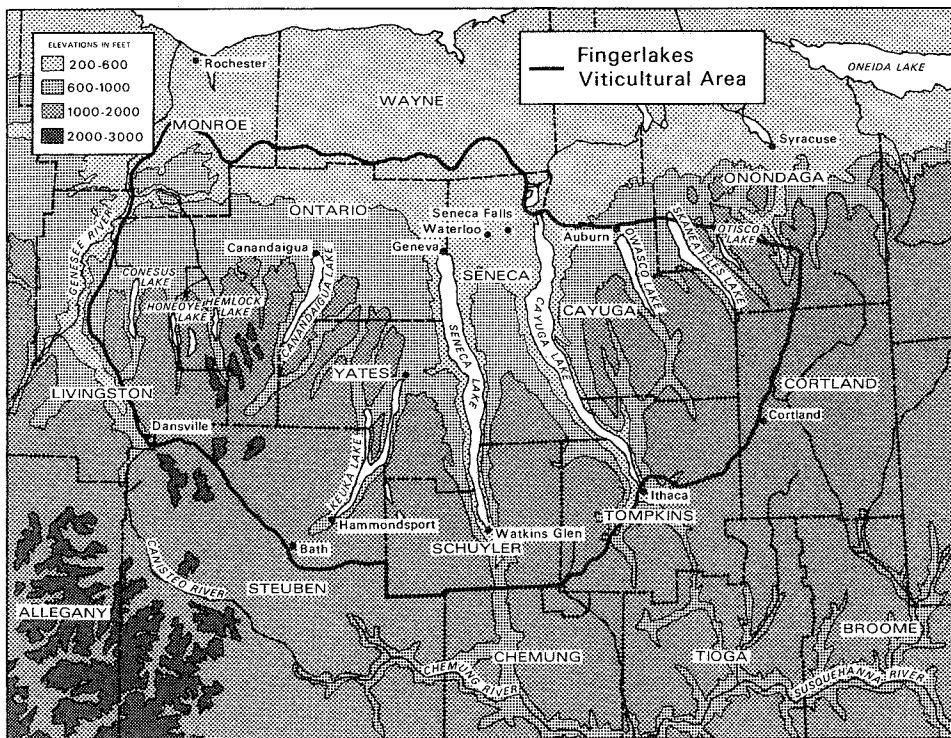 ELEVATIONS IN FEET
200-600
600-1000
1000-2000
2000-3000
Fingerlakes
Viticultural Area
Rochester
ONEIDA LAKE
WAYNE
MONROE
Syracuse
ONONDAGA
ONTARIO
Seneca Falls
Waterloo
Auburn
SKANEATELES LAKE
OTISCO
LAKE
OWASCO LAKE
GENESEE RIVER
Canandaigua
Geneva
SENECA
CONESUS
LAKE
HONEOYE
LAKE
HEMLOCK
LAKE
CANANDAIGUA LAKE
SENECA LAKE
CAYUGA LAKE
CAYUGA
YATES
LIVINGSTON
CORTLAND
Cortland
Dansville
KEUKA LAKE
Ithaca
TOMPKINS
Hammondsport
Watkins Glen
SCHUYLER
Bath
CANISTEO RIVER
STEUBEN
ALLEGANY
BROOME
CHEMUNG
TIOGA
CHEMUNG
RIVER
SUSQUEHANNA RIVER